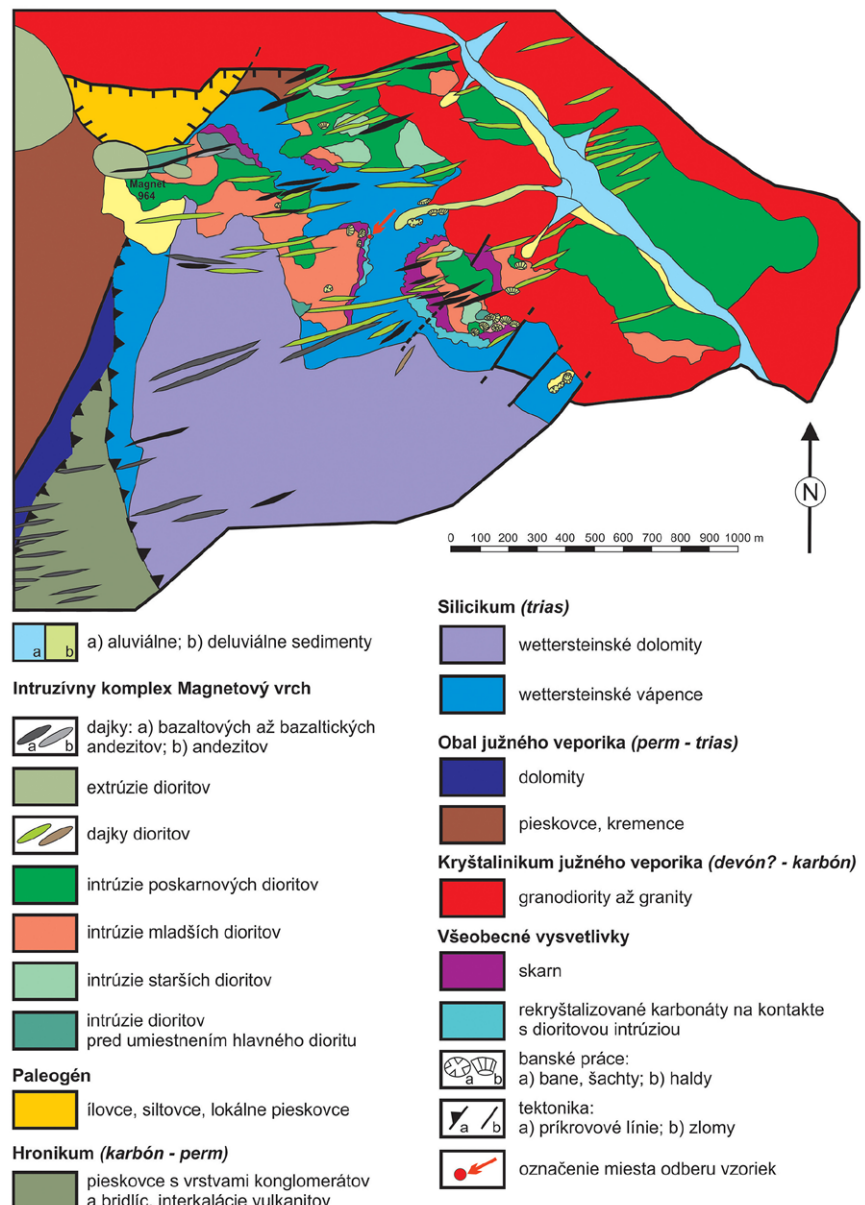 Magnet
964
N
0 100 200 300 400 500 600 700 800 900 1000 m
a b
a) aluviálne; b) deluviálne sedimenty
Intruzívny komplex Magnetový vrch
a b
dajky: a) bazaltových až bazaltických
andezitov; b) andezitov
extrúzie dioritov
dajky dioritov
intrúzie poskarnových dioritov
intrúzie mladších dioritov
intrúzie starších dioritov
intrúzie dioritov
pred umiestnením hlavného dioritu
Paleogén
ílovce, siltovce, lokálne pieskovce
Hronikum (karbón - perm)
pieskovce s vrstvami konglomerátov
a bridlíc, interkalácie vulkanitov
Silicikum (trias)
wettersteinské dolomity
wettersteinské vápence
Obal južného veporika (perm - trias)
dolomity
pieskovce, kremence
Kryštalinikum južného veporika (devón? - karbón)
granodiority až granity
Všeobecné vysvetlivky
skarn
rekryštalizované karbonáty na kontakte
s dioritovou intrúziou
a b
banské práce:
a) bane, šachty; b) haldy
a b
tektonika:
a) príkrovové línie; b) zlomy
označenie miesta odberu vzoriek